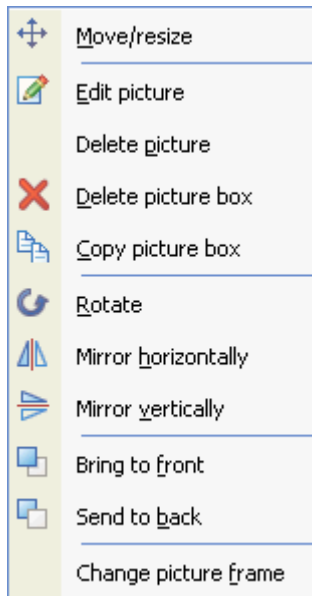 Move/resize
Edit picture
Delete picture
Delete picture box
Copy picture box
Rotate
Mirror horizontally
Mirror vertically
Bring to front
Send to back
Change picture frame